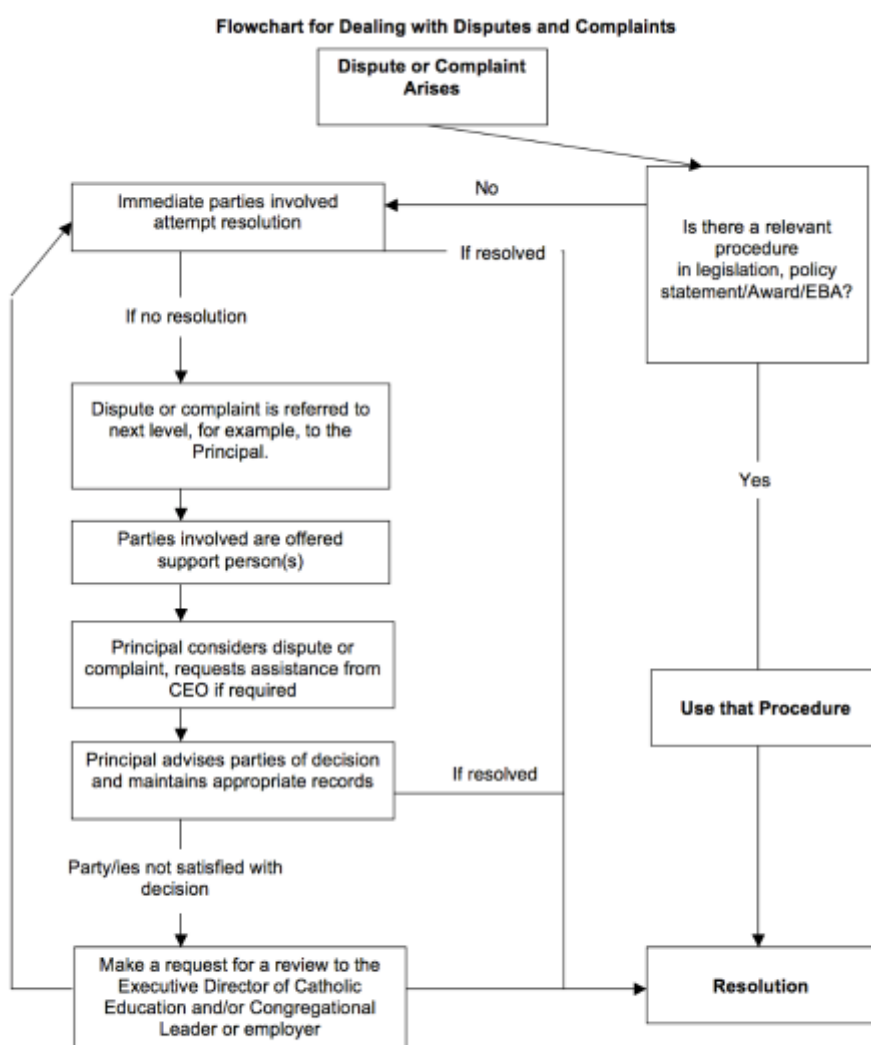 Flowchart for Dealing with Disputes and Complaints
Dispute or Complaint
Arises
No
Immediate parties involved
attempt resolution
Is there a relevant
procedure
in legislation, policy
statement/Award/EBA?
If resolved
If no resolution
Dispute or complaint is referred to
next level, for example, to the
Principal.
Yes
Parties involved are offered
support person(s)
Principal considers dispute or
complaint, requests assistance from
CEO if required
Use that Procedure
Principal advises parties of decision
and maintains appropriate records
If resolved
Party/ies not satisfied with
decision
Make a request for a review to the
Executive Director of Catholic
Education and/or Congregational
Leader or employer
Resolution